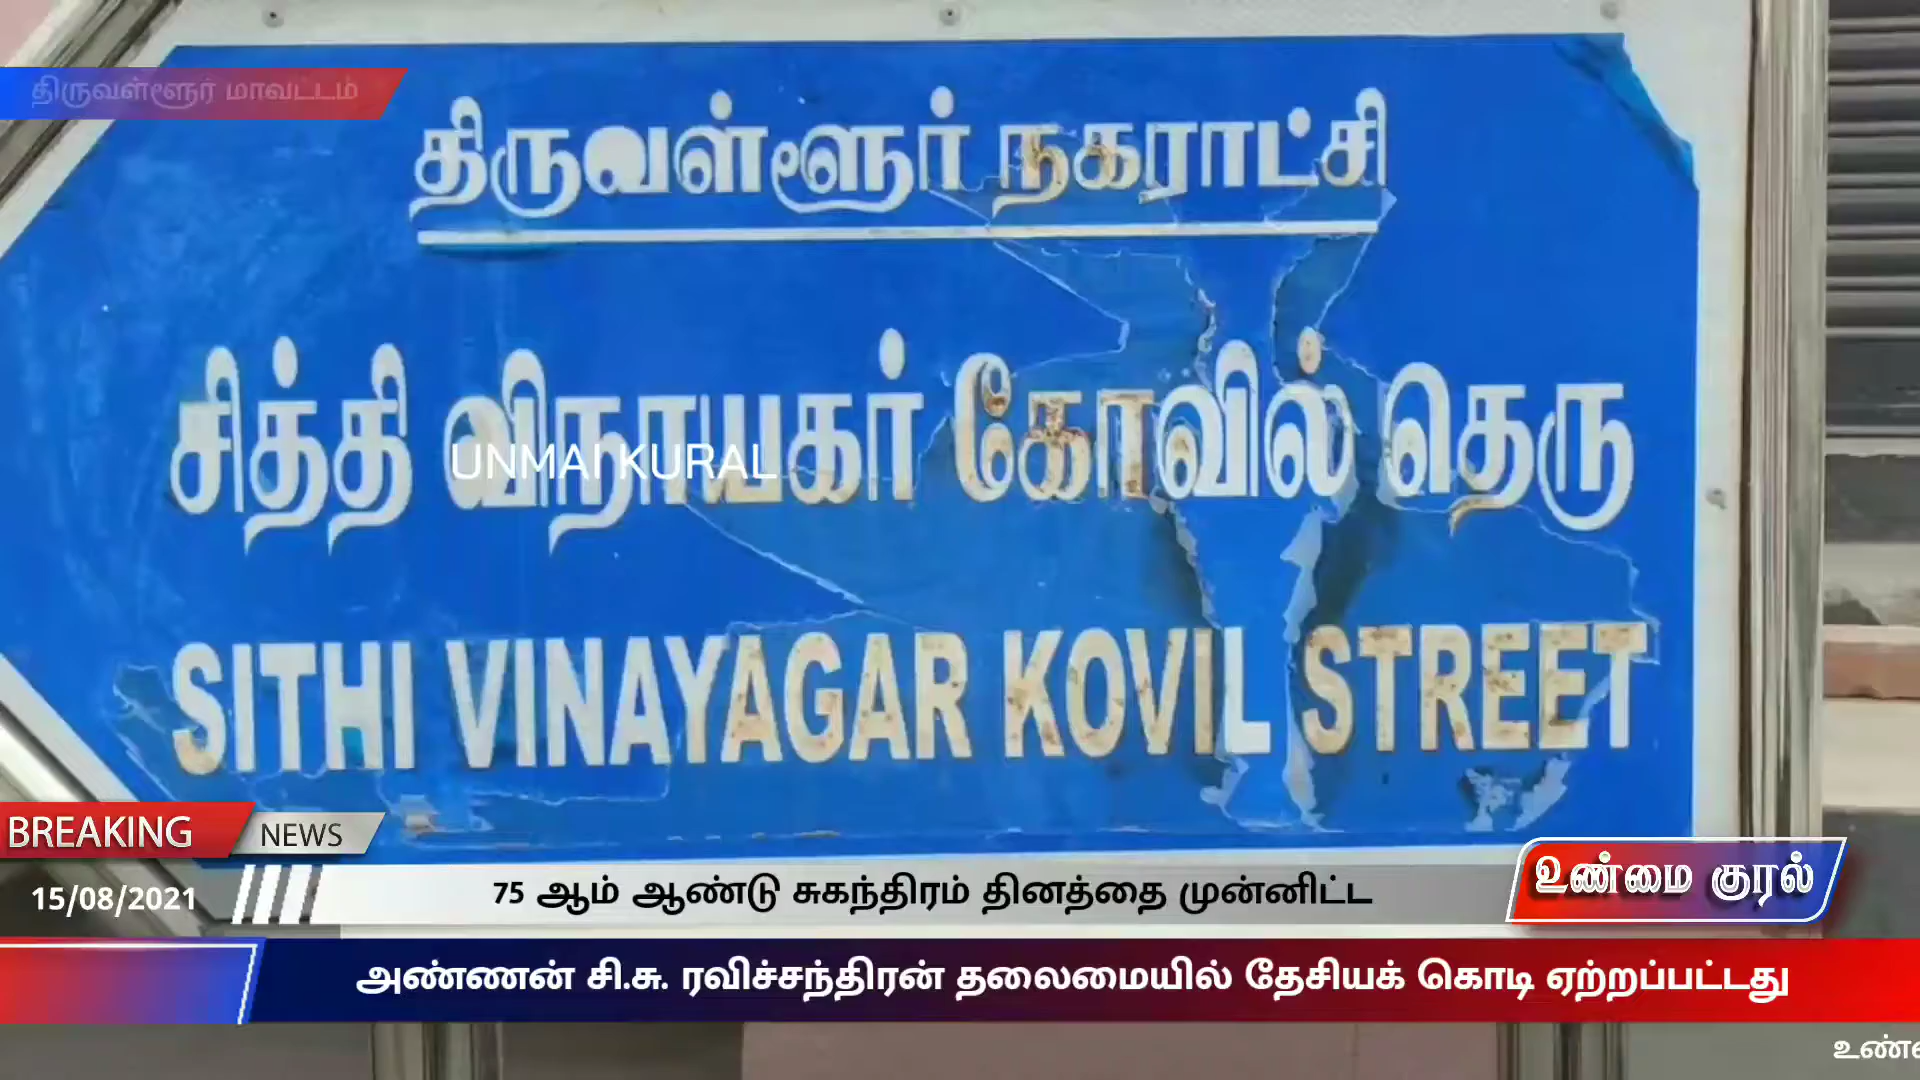 திருவள்ளூர் மாவட்டம்
திருவள்ளூர் நகராட்சி
சித்தி விநாயகர் கோவில் தெரு
UNMAI KURAL
SITHI VINAYAGAR KOVIL STREET
BREAKING NEWS
15/08/2021
75 ஆம் ஆண்டு சுகந்திரம் தினத்தை முன்னிட்ட
உண்மை குரல்
அண்ணன் சி.சு. ரவிச்சந்திரன் தலைமையில் தேசியக் கொடி ஏற்றப்பட்டது